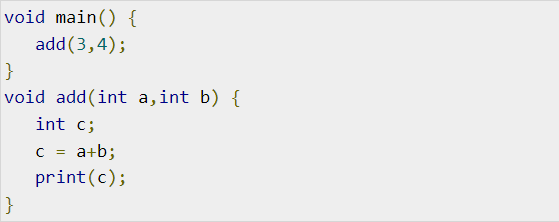 void main() {
   add(3,4);
}
void add(int a,int b) {
   int c;
   c = a+b;
   print(c);
}